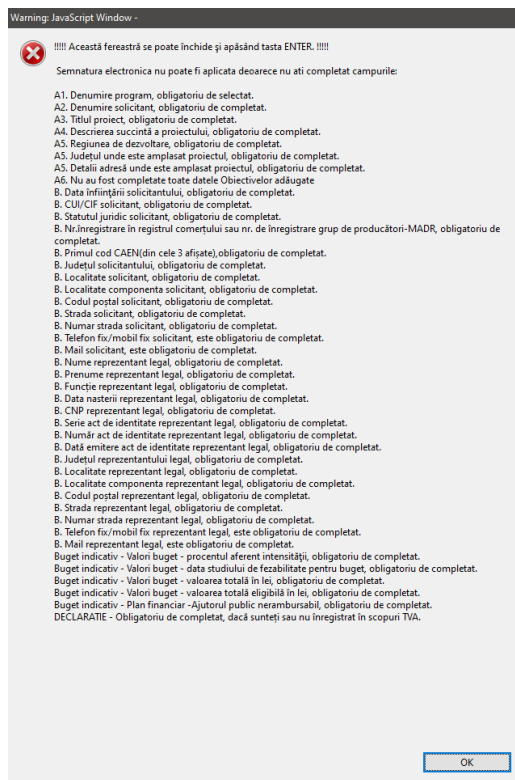 Warning: JavaScript Window -
!!!!! Această fereastră se poate închide şi apăsând tasta ENTER. !!!!!
Semnatura electronica nu poate fi aplicata deoarece nu ati completat campurile:
A1. Denumire program, obligatoriu de selectat.
A2. Denumire solicitant, obligatoriu de completat.
A3. Titlul proiect, obligatoriu de completat.
A4. Descrierea succintă a proiectului, obligatoriu de completat.
A5. Regiunea de dezvoltare, obligatoriu de completat.
A5. Județul unde este amplasat proiectul, obligatoriu de completat.
A5. Detalii adresă unde este amplasat proiectul, obligatoriu de completat.
A6. Nu au fost completate toate datele Obiectivelor adăugate
B. Data înființării solicitantului, obligatoriu de completat.
B. CUI/CIF solicitant, obligatoriu de completat.
B. Statutul juridic solicitant, obligatoriu de completat.
B. Nr.înregistrare în registrul comerțului sau nr. de înregistrare grup de producători-MADR, obligatoriu de
completat.
B. Primul cod CAEN(din cele 3 afișate),obligatoriu de completat.
B. Județul solicitantului, obligatoriu de completat.
B. Localitate solicitant, obligatoriu de completat.
B. Localitate componenta solicitant, obligatoriu de completat.
B. Codul poștal solicitant, obligatoriu de completat.
B. Strada solicitant, obligatoriu de completat.
B. Numar strada solicitant, obligatoriu de completat.
B. Telefon fix/mobil fix solicitant, este obligatoriu de completat.
B. Mail solicitant, este obligatoriu de completat.
B. Nume reprezentant legal, obligatoriu de completat.
B. Prenume reprezentant legal, obligatoriu de completat.
B. Funcție reprezentant legal, obligatoriu de completat.
B. Data nasterii reprezentant legal, obligatoriu de completat.
B. CNP reprezentant legal, obligatoriu de completat.
B. Serie act de identitate reprezentant legal, obligatoriu de completat.
B. Număr act de identitate reprezentant legal, obligatoriu de completat.
B. Dată emitere act de identitate reprezentant legal, obligatoriu de completat.
B. Județul reprezentantului legal, obligatoriu de completat.
B. Localitate reprezentant legal, obligatoriu de completat.
B. Localitate componenta reprezentant legal, obligatoriu de completat.
B. Codul poștal reprezentant legal, obligatoriu de completat.
B. Strada reprezentant legal, obligatoriu de completat.
B. Numar strada reprezentant legal, obligatoriu de completat.
B. Telefon fix/mobil fix reprezentant legal, este obligatoriu de completat.
B. Mail reprezentant legal, este obligatoriu de completat.
Buget indicativ - Valori buget - procentul aferent intensităţii, obligatoriu de completat.
Buget indicativ - Valori buget - data studiului de fezabilitate pentru buget, obligatoriu de completat.
Buget indicativ - Valori buget - valoarea totală în lei, obligatoriu de completat.
Buget indicativ - Valori buget - valoarea totală eligibilă în lei, obligatoriu de completat.
Buget indicativ - Plan financiar -Ajutorul public nerambursabil, obligatoriu de completat.
DECLARATIE - Obligatoriu de completat, dacă sunteți sau nu înregistrat în scopuri TVA.
OK